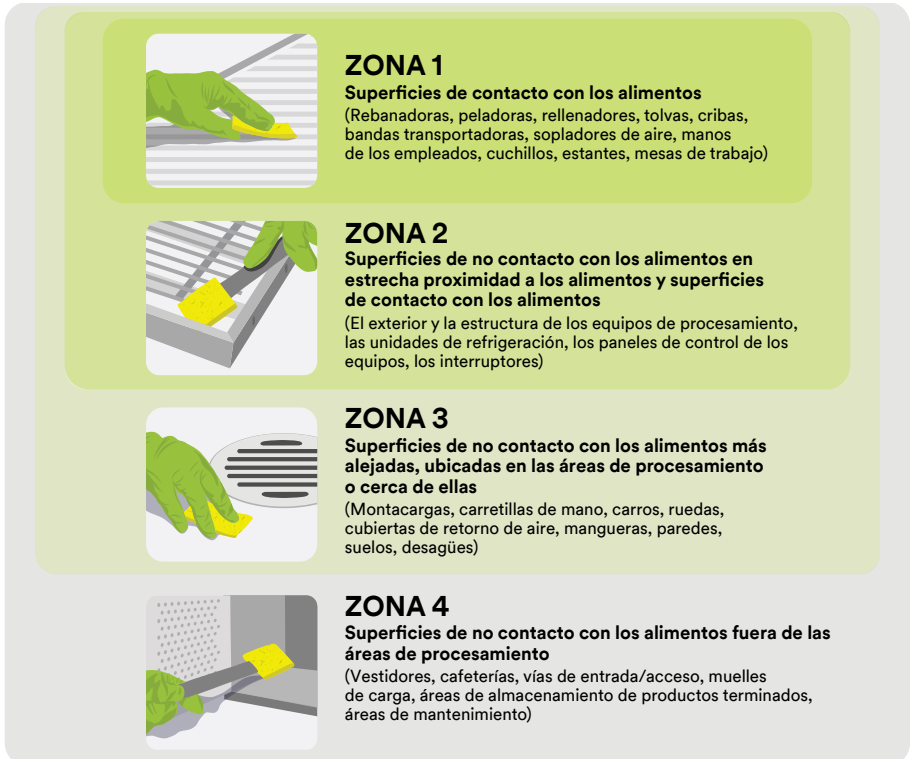 ZONA 1
Superficies de contacto con los alimentos
(Rebanadoras, peladoras, rellenadores, tolvas, cribas,
bandas transportadoras, sopladores de aire, manos
de los empleados, cuchillos, estantes, mesas de trabajo)
ZONA 2
Superficies de no contacto con los alimentos en
estrecha proximidad a los alimentos y superficies
de contacto con los alimentos
(El exterior y la estructura de los equipos de procesamiento,
las unidades de refrigeración, los paneles de control de los
equipos, los interruptores)
ZONA 3
Superficies de no contacto con los alimentos más
alejadas, ubicadas en las áreas de procesamiento
o cerca de ellas
(Montacargas, carretillas de mano, carros, ruedas,
cubiertas de retorno de aire, mangueras, paredes,
suelos, desagües)
ZONA 4
Superficies de no contacto con los alimentos fuera de las
áreas de procesamiento
(Vestidores, cafeterías, vías de entrada/acceso, muelles
de carga, áreas de almacenamiento de productos terminados,
áreas de mantenimiento)